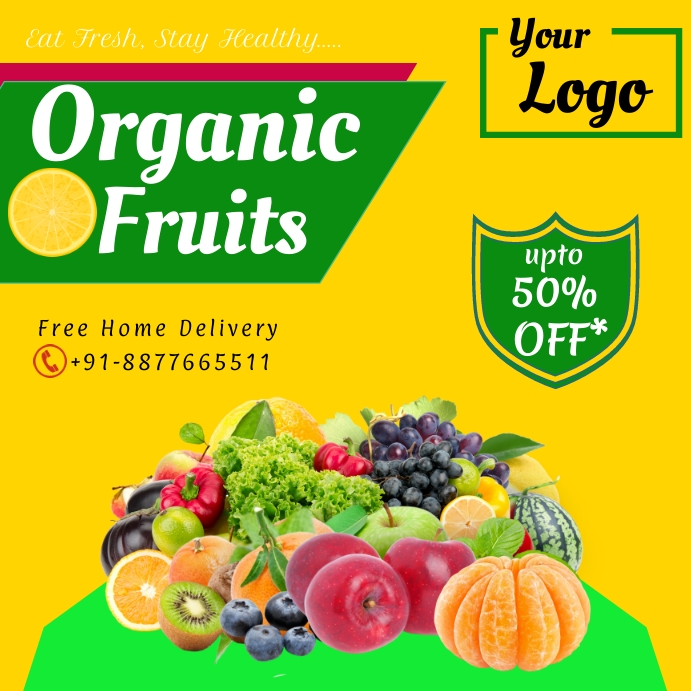 Eat Fresh, Stay Healthy.....
Your
Logo
Organic
Fruits
upto
50%
OFF*
Free Home Delivery
+91-8877665511